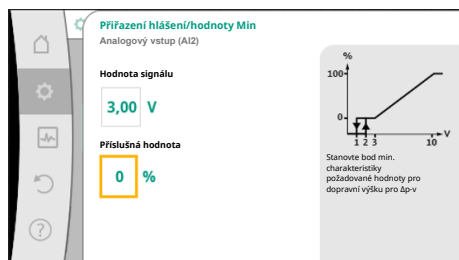 Přiřazení hlášení/hodnoty Min
Analogový vstup (AI2)
Hodnota signálu
3,00 V
Příslušná hodnota
0 %
%
100
0
1 2 3 10
V
Stanovte bod min.
charakteristiky
požadované hodnoty pro
dopravní výšku pro Δp-v
?